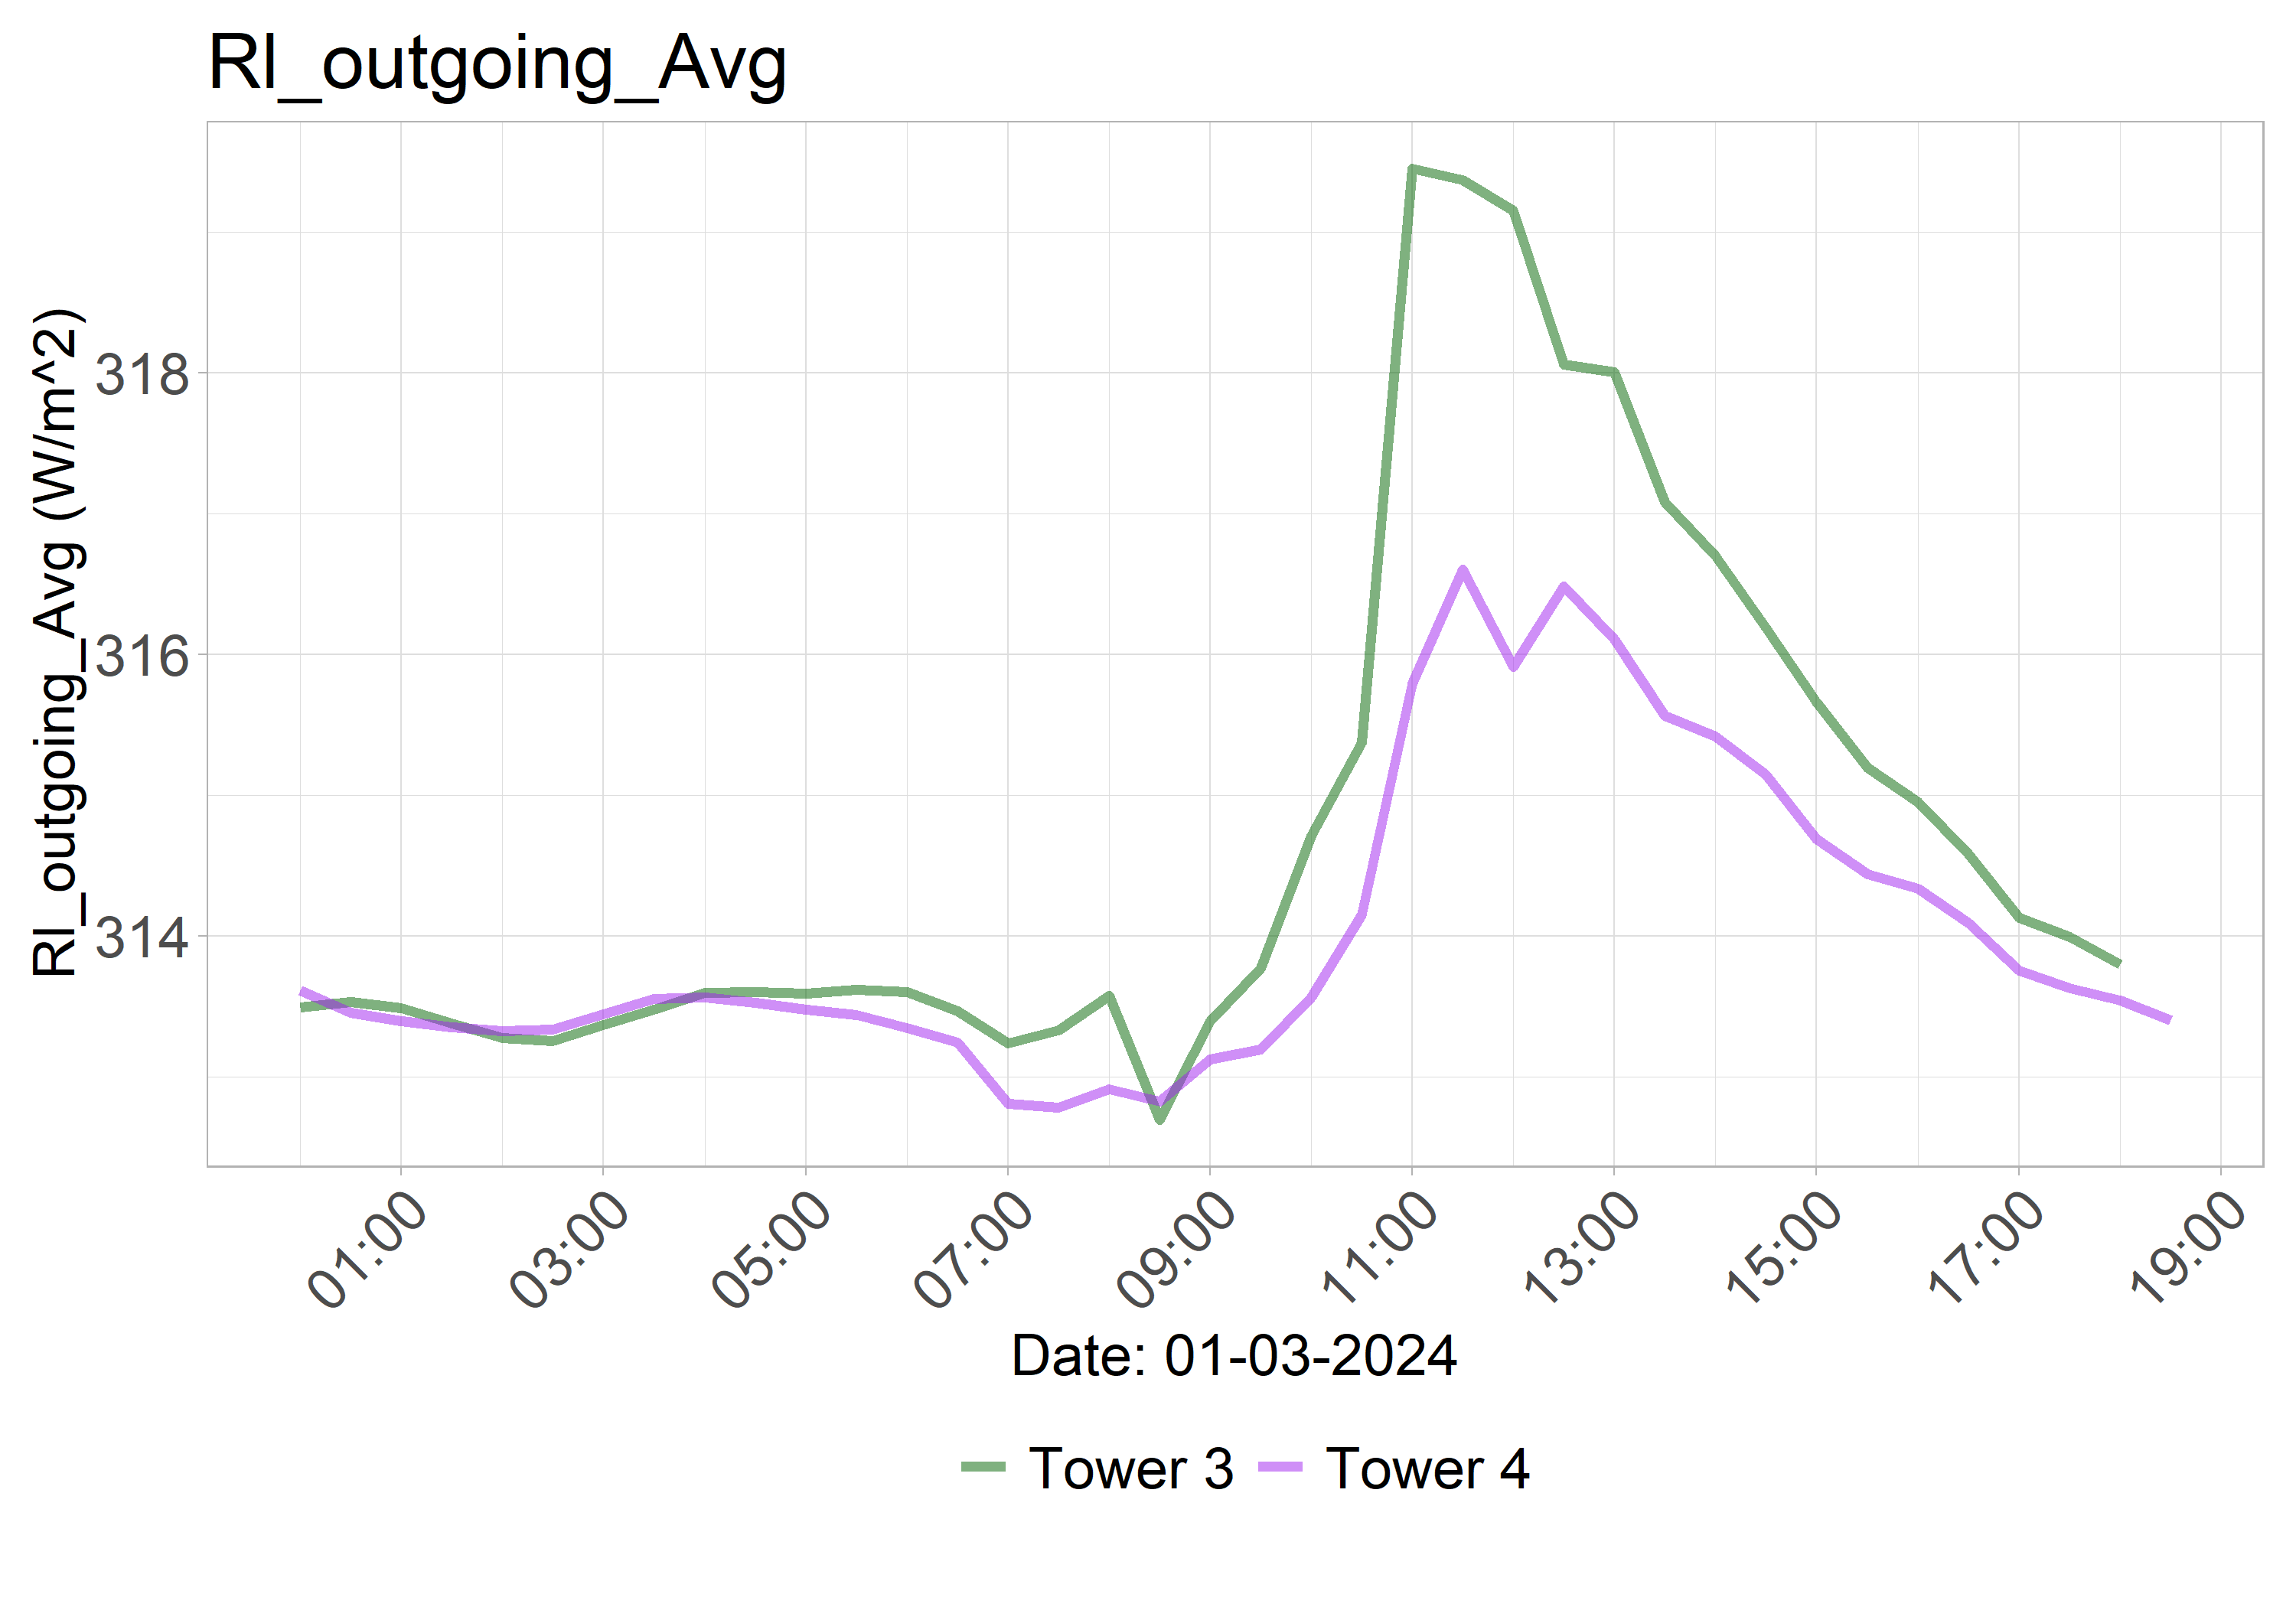 Rl_outgoing_Avg
Rl_outgoing_Avg (W/m^2)
318
316
314
01:00
03:00
05:00
07:00
09:00
11:00
13:00
15:00
17:00
19:00
Date: 01-03-2024
Tower 3
Tower 4